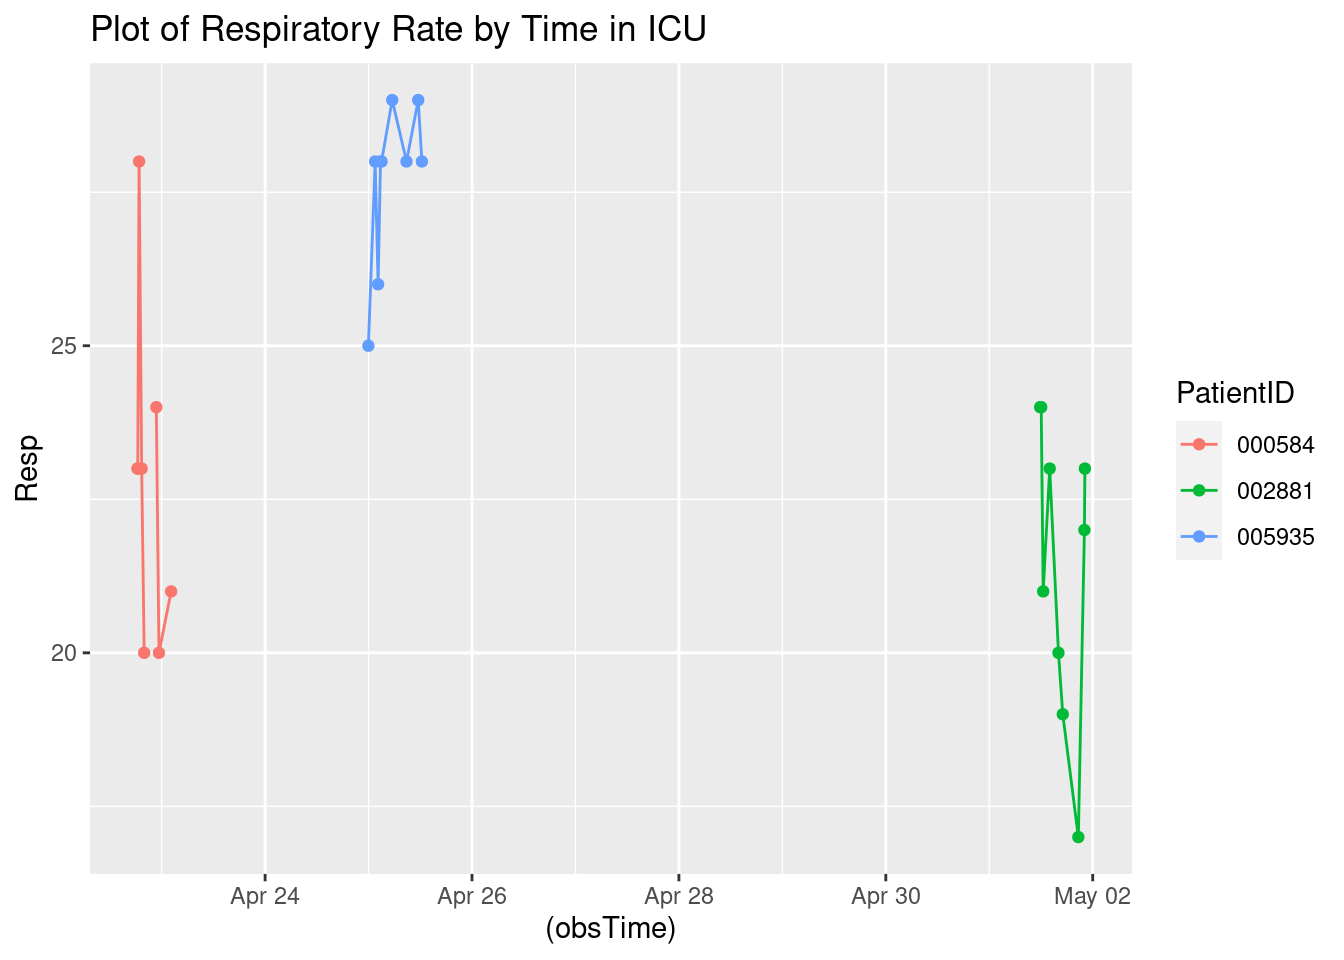 Plot of Respiratory Rate by Time in ICU
Resp
25
20
Apr 24
Apr 26
Apr 28
Apr 30
May 02
(obsTime)
PatientID
000584
002881
005935